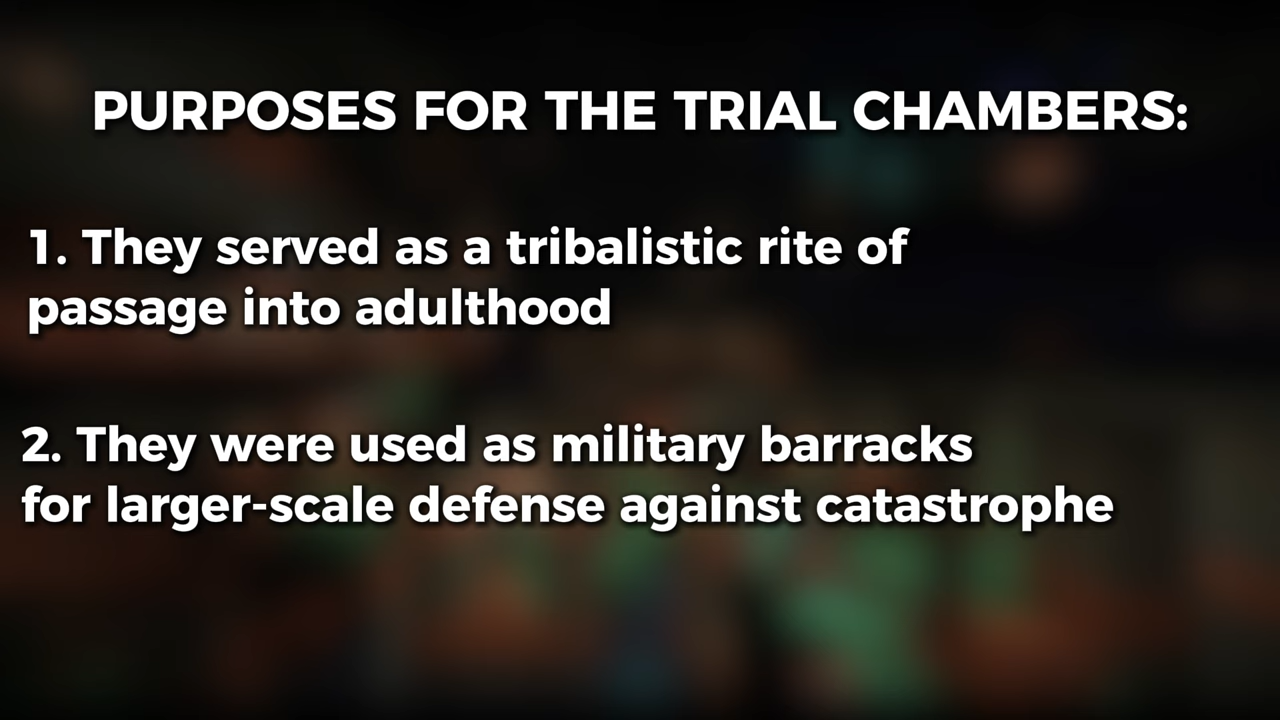 PURPOSES FOR THE TRIAL CHAMBERS:
1. They served as a tribalistic rite of
passage into adulthood
2. They were used as military barracks
for larger-scale defense against catastrophe